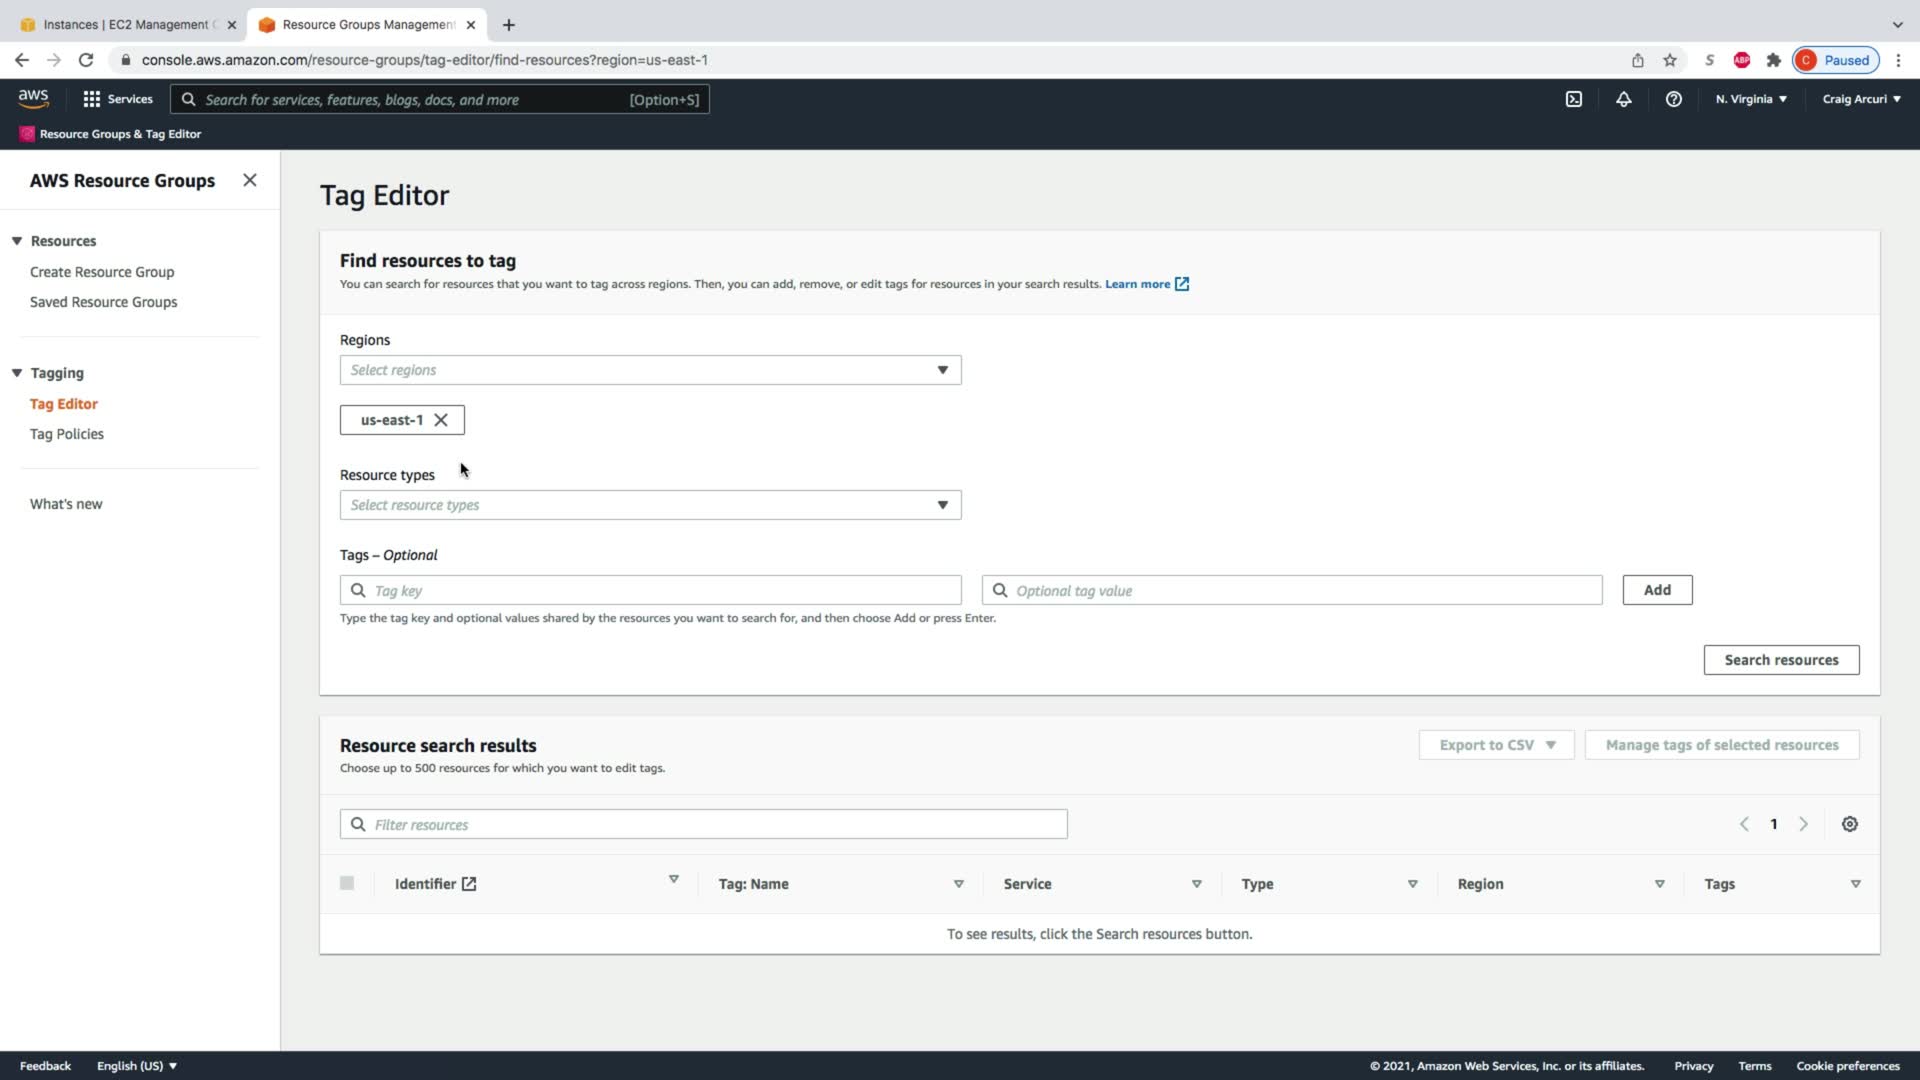 Instances | EC2 Management C
Resource Groups Management
console.aws.amazon.com/resource-groups/tag-editor/find-resources?region=us-east-1
S
ABP
C Paused
aws
Services
Search for services, features, blogs, docs, and more [Option+S]
N. Virginia
Craig Arcuri
Resource Groups & Tag Editor
AWS Resource Groups
Resources
Create Resource Group
Saved Resource Groups
Tagging
Tag Editor
Tag Policies
What's new
Tag Editor
Find resources to tag
You can search for resources that you want to tag across regions. Then, you can add, remove, or edit tags for resources in your search results. Learn more
Regions
Select regions
us-east-1
Resource types
Select resource types
Tags – Optional
Tag key
Optional tag value
Add
Type the tag key and optional values shared by the resources you want to search for, and then choose Add or press Enter.
Search resources
Resource search results
Choose up to 500 resources for which you want to edit tags.
Export to CSV
Manage tags of selected resources
Filter resources
1
Identifier
Tag: Name
Service
Type
Region
Tags
To see results, click the Search resources button.
Feedback
English (US)
© 2021, Amazon Web Services, Inc. or its affiliates.
Privacy
Terms
Cookie preferences